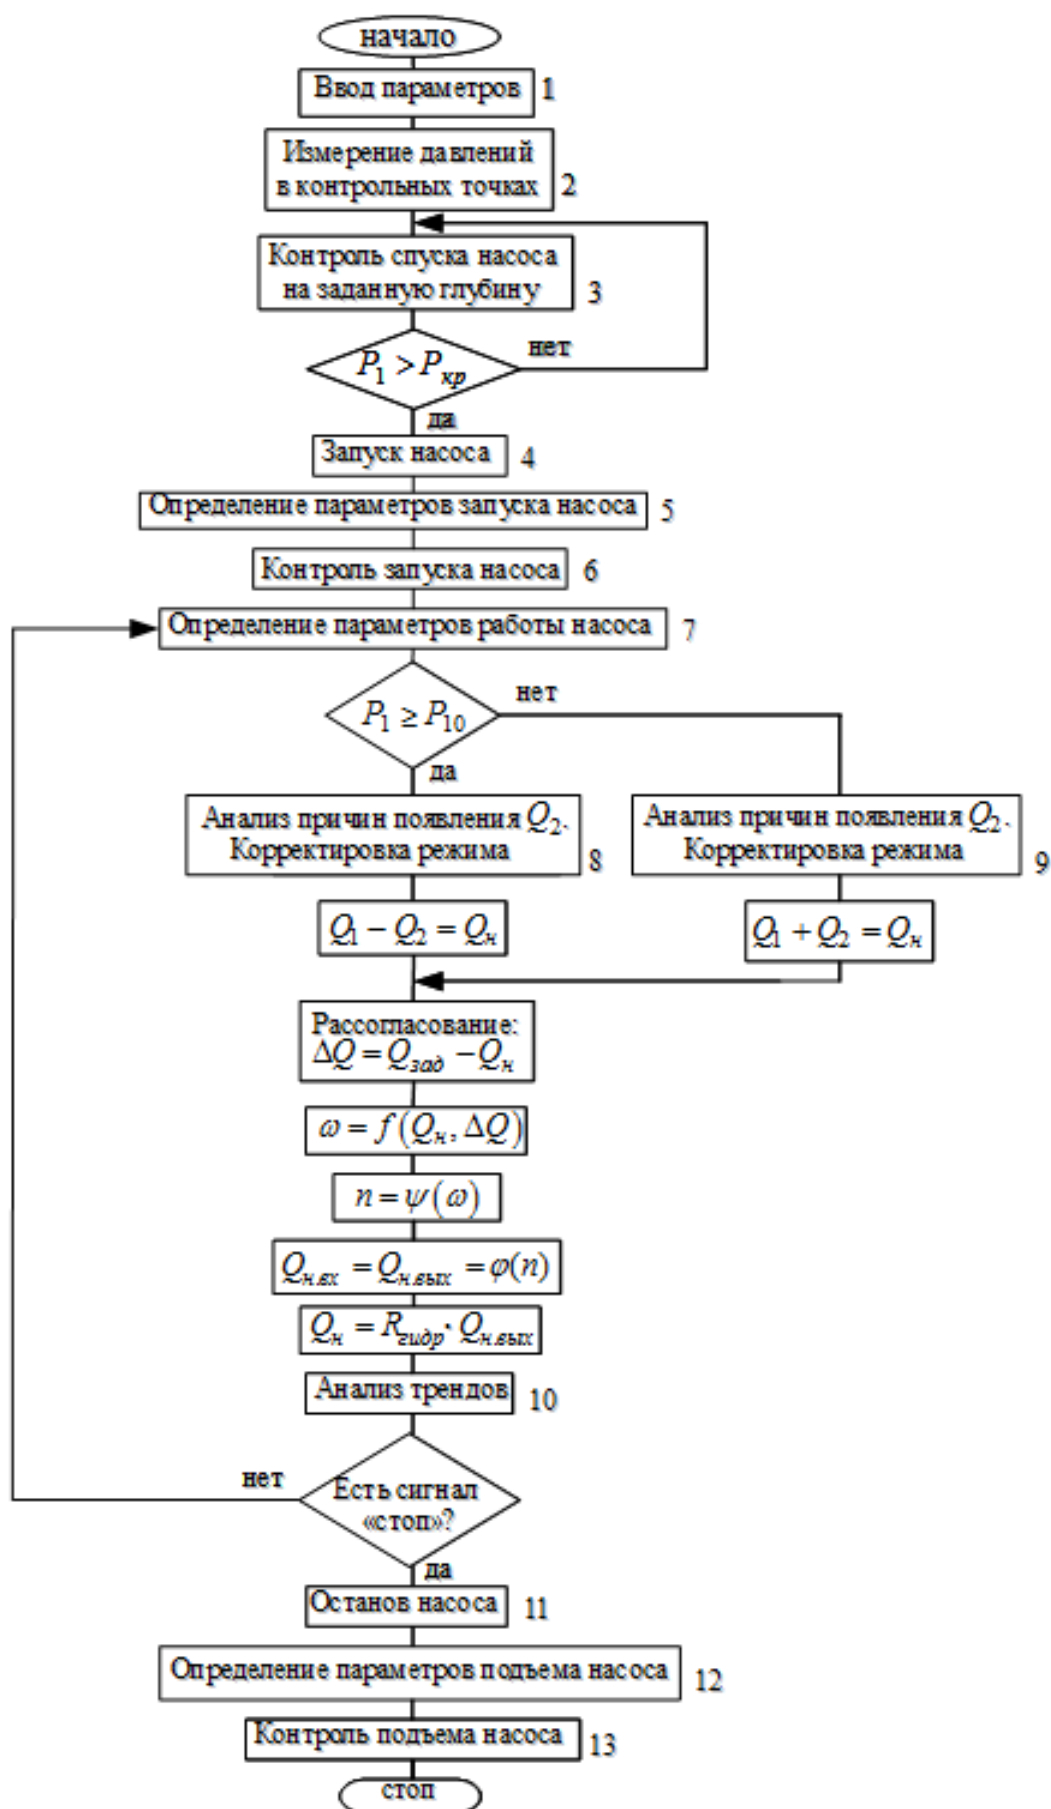 начало
Ввод параметров 1
Измерение давлений
в контрольных точках 2
Контроль спуска насоса
на заданную глубину 3
P₁ > Pкр
нет
да
Запуск насоса 4
Определение параметров запуска насоса 5
Контроль запуска насоса 6
Определение параметров работы насоса 7
P₁ ≥ P₁₀
нет
да
Анализ причин появления Q₂.
Корректировка режима 8
Анализ причин появления Q₂.
Корректировка режима 9
Q₁ − Q₂ = Qн
Q₁ + Q₂ = Qн
Рассогласование:
ΔQ = Qзад − Qн
ω = f(Qн, ΔQ)
n = ψ(ω)
Qн.вх = Qн.вых = φ(n)
Qн = Rгидр · Qн.вых
Анализ трендов 10
нет
Есть сигнал
«стоп»?
да
Останов насоса 11
Определение параметров подъема насоса 12
Контроль подъема насоса 13
стоп